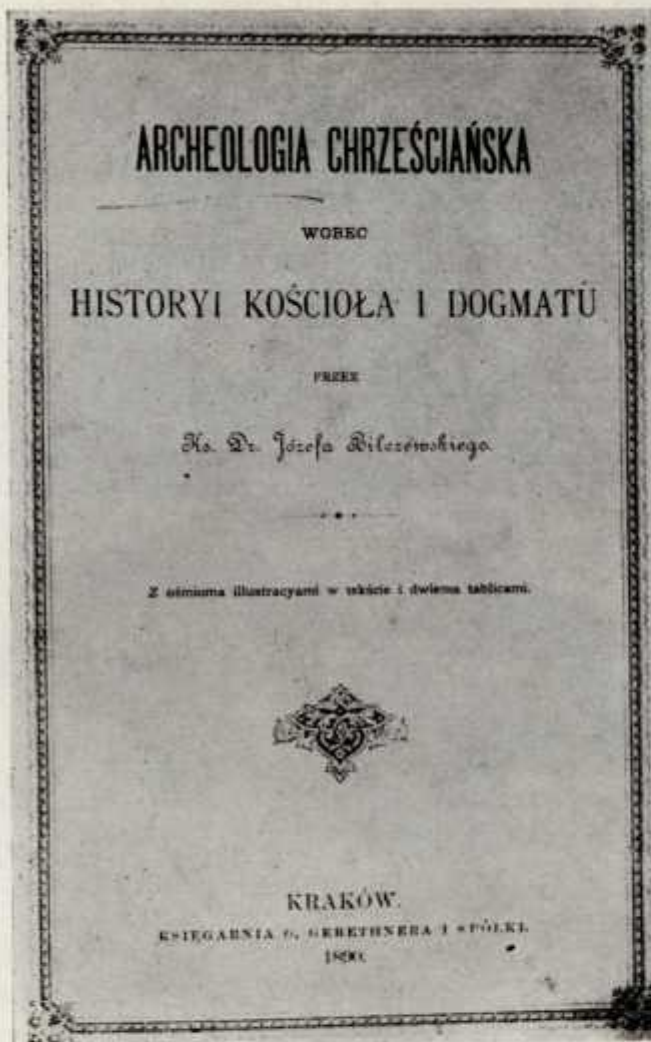 ARCHEOLOGIA CHRZEŚCIAŃSKA
WOBEC
HISTORYI KOŚCIOŁA I DOGMATU
PRZEZ
Ks. Dr. Józefa Bilczewskiego.
Z ośmioma illustracyami w tekście i dwiema tablicami.
KRAKÓW.
KSIĘGARNIA G. GEBETHNERA I SPÓŁKI.
1890.